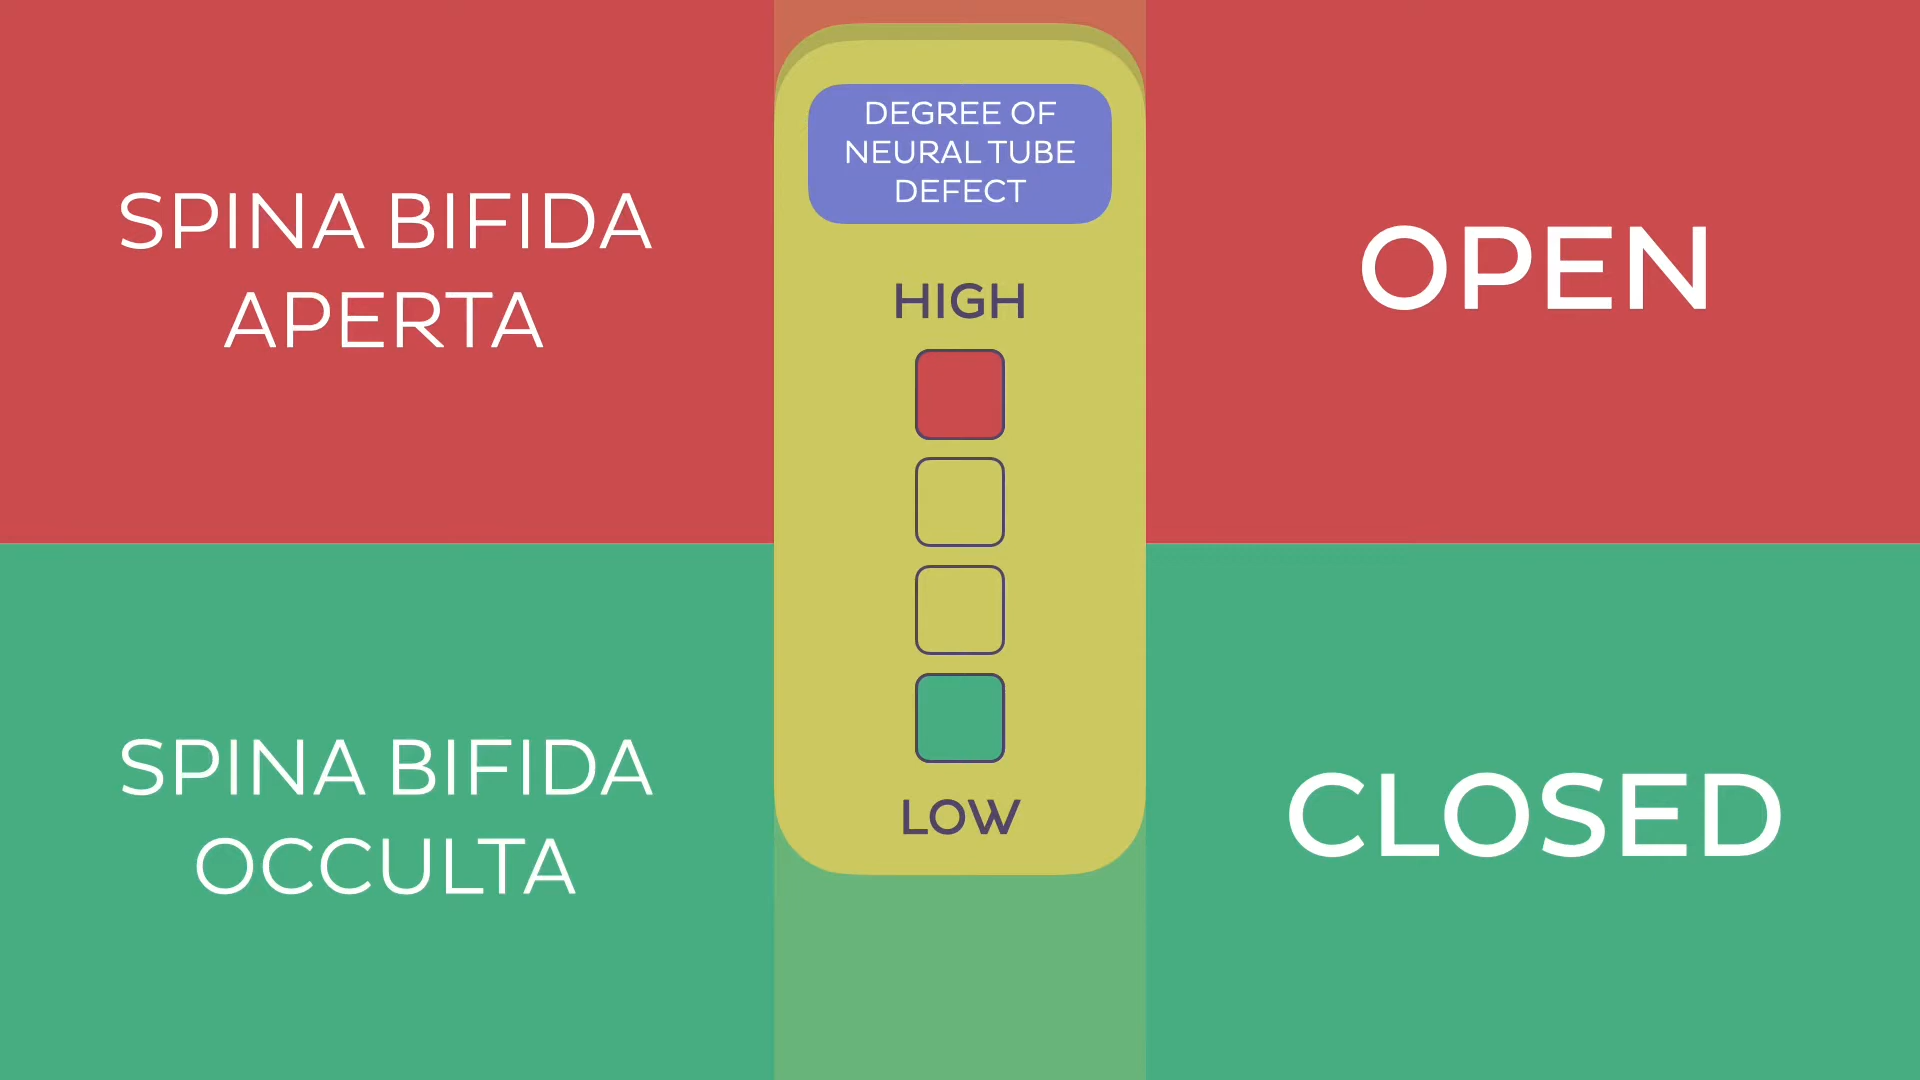 SPINA BIFIDA
APERTA
DEGREE OF
NEURAL TUBE
DEFECT
HIGH
LOW
OPEN
SPINA BIFIDA
OCCULTA
CLOSED